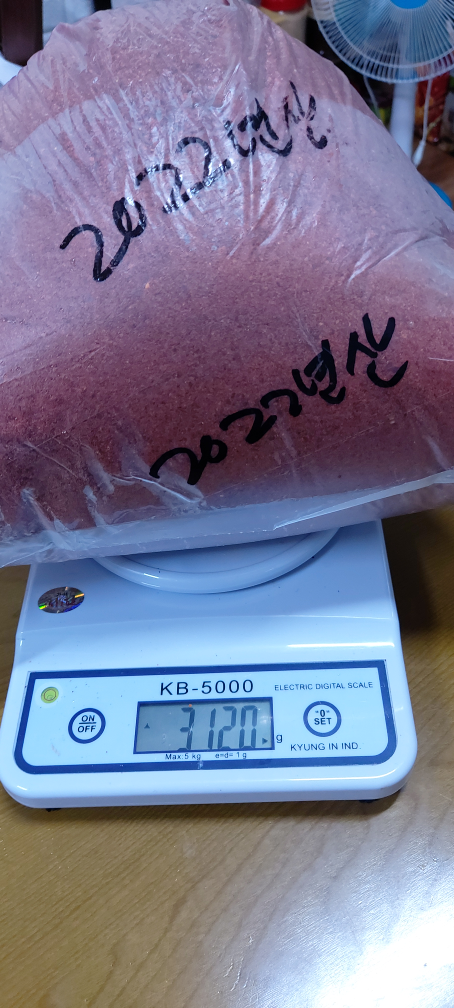 2022년산
2022년산
KB-5000
ELECTRIC DIGITAL SCALE
ON
OFF
3120
g
"0"
SET
Max.5 kg e=d= 1 g
KYUNG IN IND.